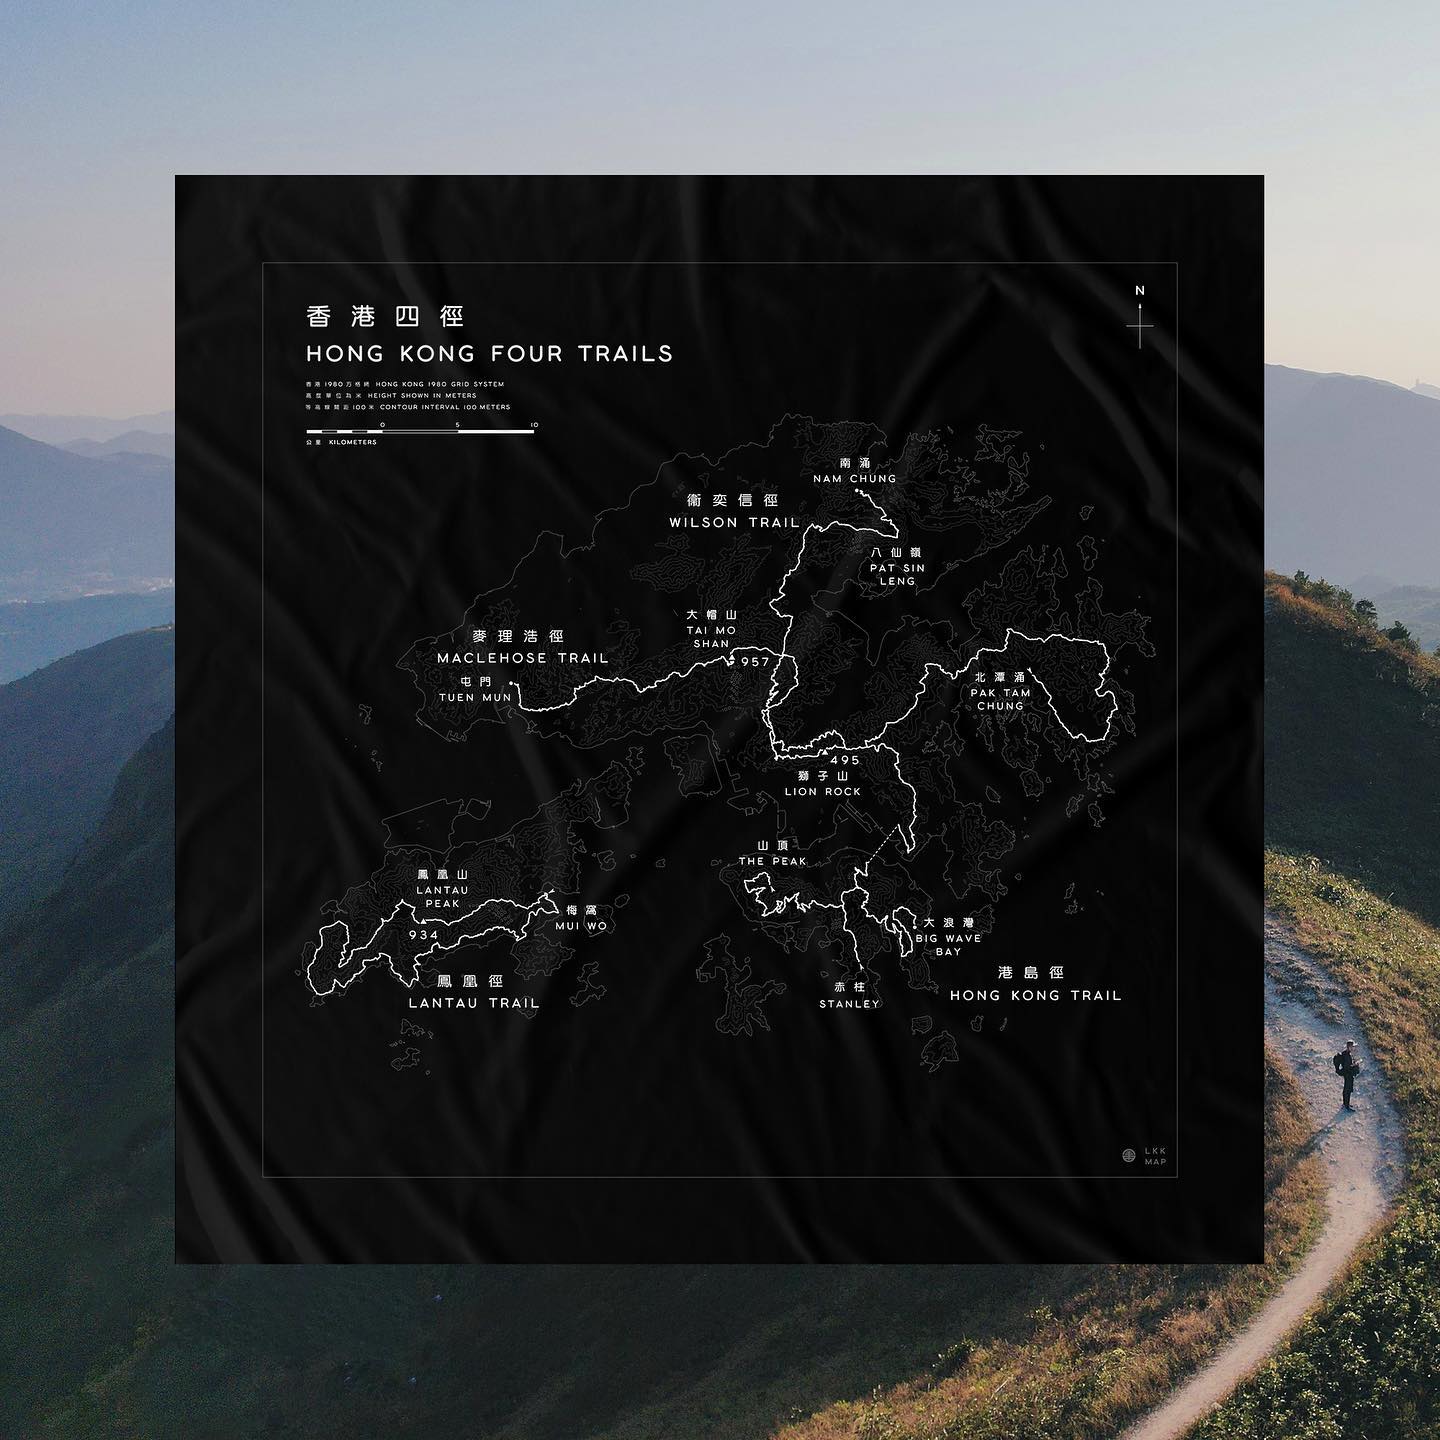 香港四徑
HONG KONG FOUR TRAILS
香港1980方格網 HONG KONG 1980 GRID SYSTEM
高度單位為米 HEIGHT SHOWN IN METERS
等高線間距100米 CONTOUR INTERVAL 100 METERS
0 5 10
公里 KILOMETERS
N
南涌
NAM CHUNG
衞奕信徑
WILSON TRAIL
八仙嶺
PAT SIN
LENG
大帽山
TAI MO
SHAN
957
麥理浩徑
MACLEHOSE TRAIL
屯門
TUEN MUN
北潭涌
PAK TAM
CHUNG
495
獅子山
LION ROCK
山頂
THE PEAK
鳳凰山
LANTAU
PEAK
934
梅窩
MUI WO
大浪灣
BIG WAVE
BAY
鳳凰徑
LANTAU TRAIL
赤柱
STANLEY
港島徑
HONG KONG TRAIL
LKK
MAP